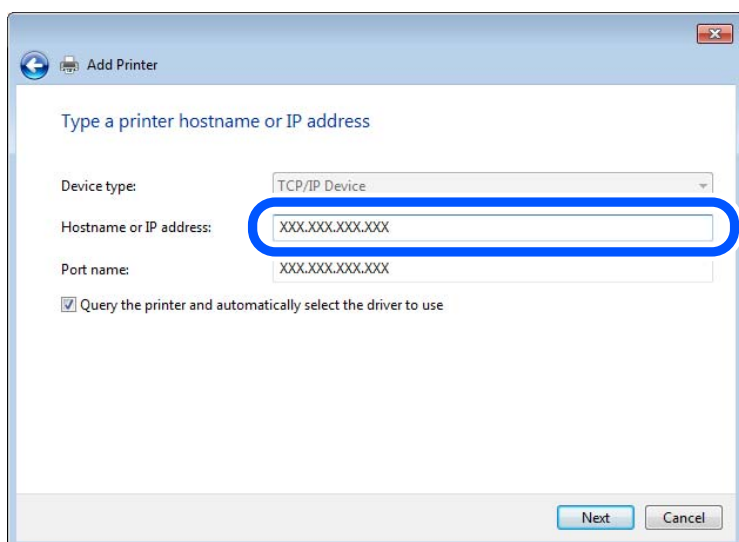 Add Printer
Type a printer hostname or IP address
Device type: TCP/IP Device
Hostname or IP address: XXX.XXX.XXX.XXX
Port name: XXX.XXX.XXX.XXX
Query the printer and automatically select the driver to use
Next Cancel